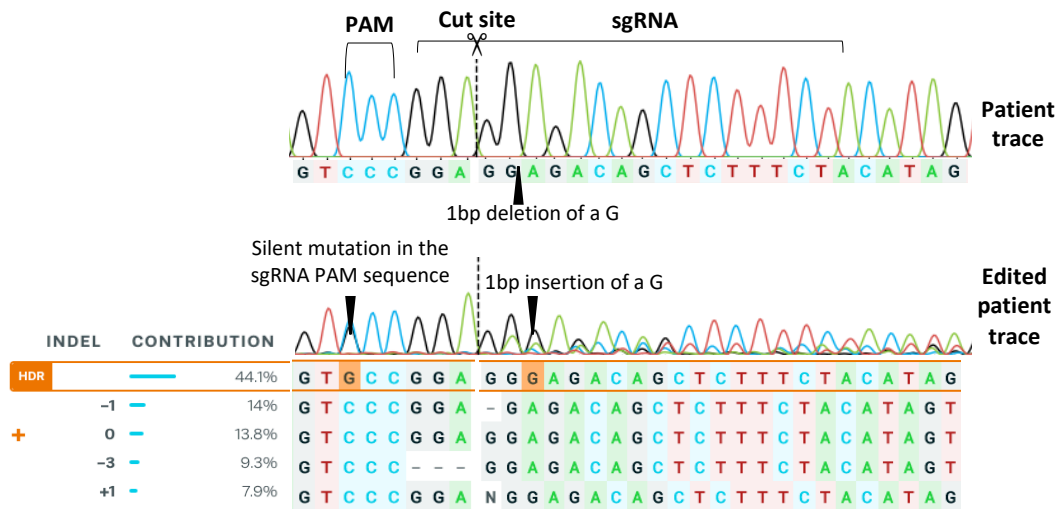 PAM Cut site sgRNA
Patient
trace
G T C C C G G A G G A G A C A G C T C T T T C T A C A T A G
1bp deletion of a G
Silent mutation in the
sgRNA PAM sequence
1bp insertion of a G
Edited
patient
trace
INDEL CONTRIBUTION
HDR 44.1% G T G C C G G A G G G A G A C A G C T C T T T C T A C A T A G
−1 14% G T C C C G G A - G A G A C A G C T C T T T C T A C A T A G T
+ 0 13.8% G T C C C G G A G G A G A C A G C T C T T T C T A C A T A G T
−3 9.3% G T C C C - - - G G A G A C A G C T C T T T C T A C A T A G T
+1 7.9% G T C C C G G A N G G A G A C A G C T C T T T C T A C A T A G